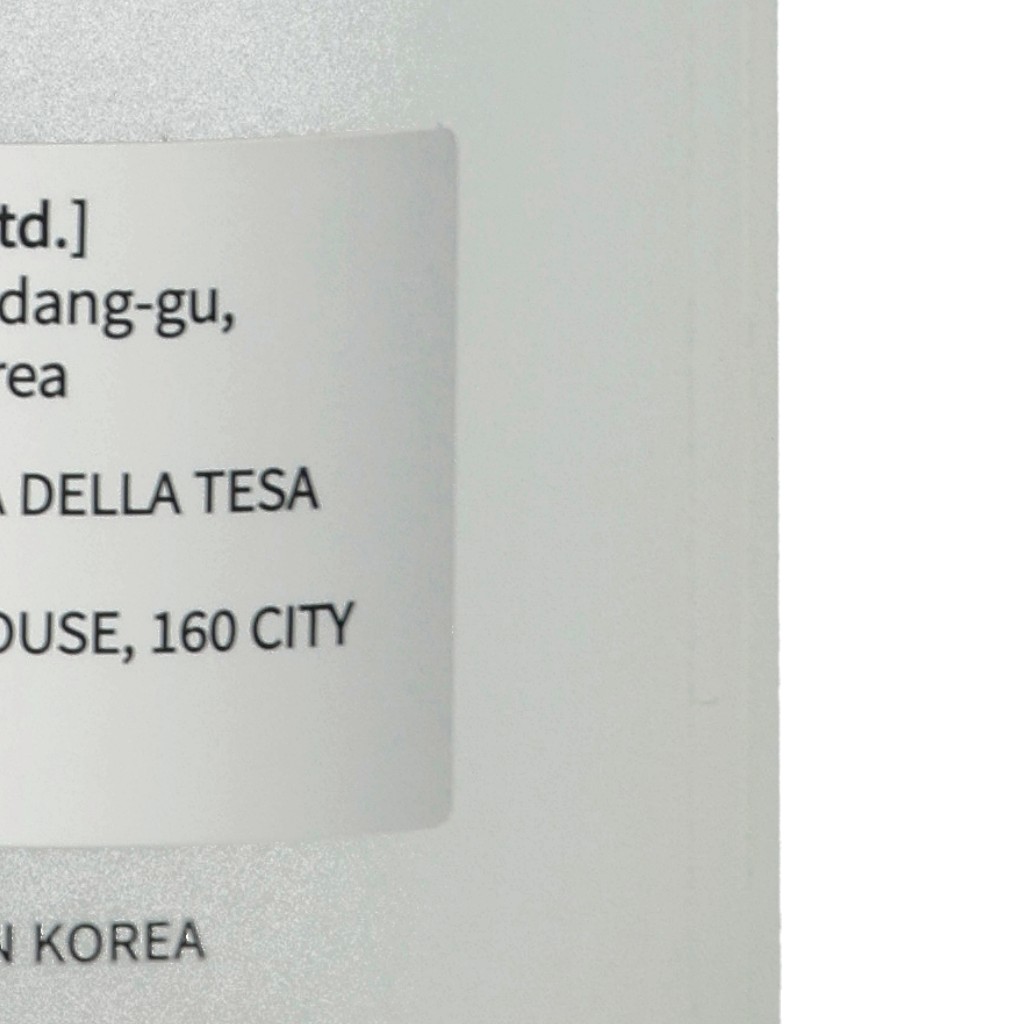 td.]
dang-gu,
rea
A DELLA TESA
OUSE, 160 CITY
N KOREA